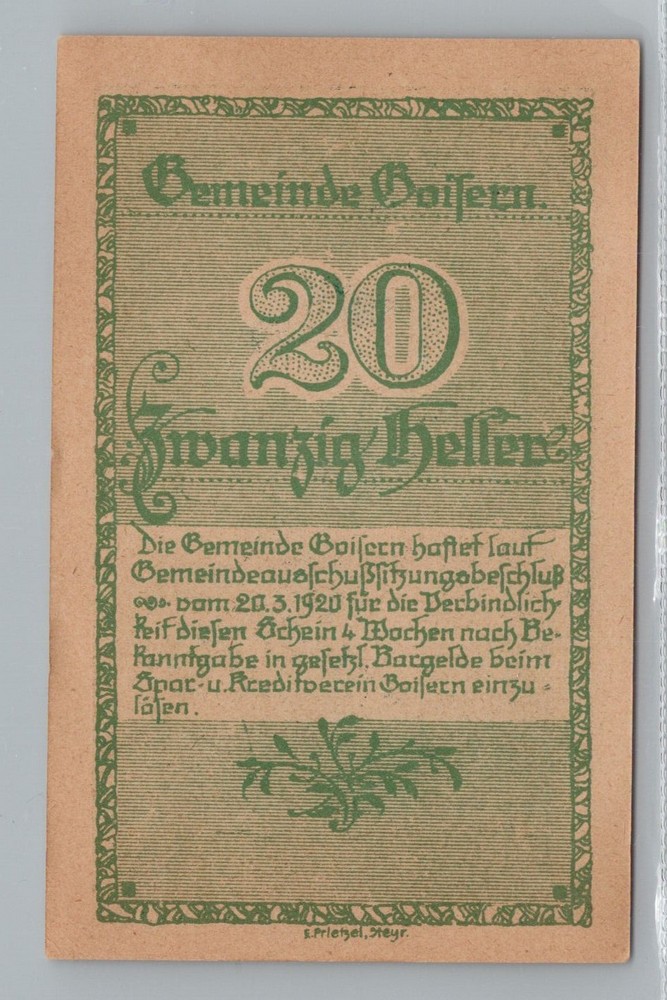 Gemeinde Goisern.
20
Zwanzig Heller
Die Gemeinde Goisern haftet laut
Gemeindeausschußsitzungsbeschluß
vom 20.3.1920 für die Verbindlich-
keit diesen Schein 4 Wochen nach Be-
kanntgabe in gesetzl. Bargelde beim
Spar- u. Kreditverein Goisern einzu-
lösen.
E. Prietzel, Steyr.